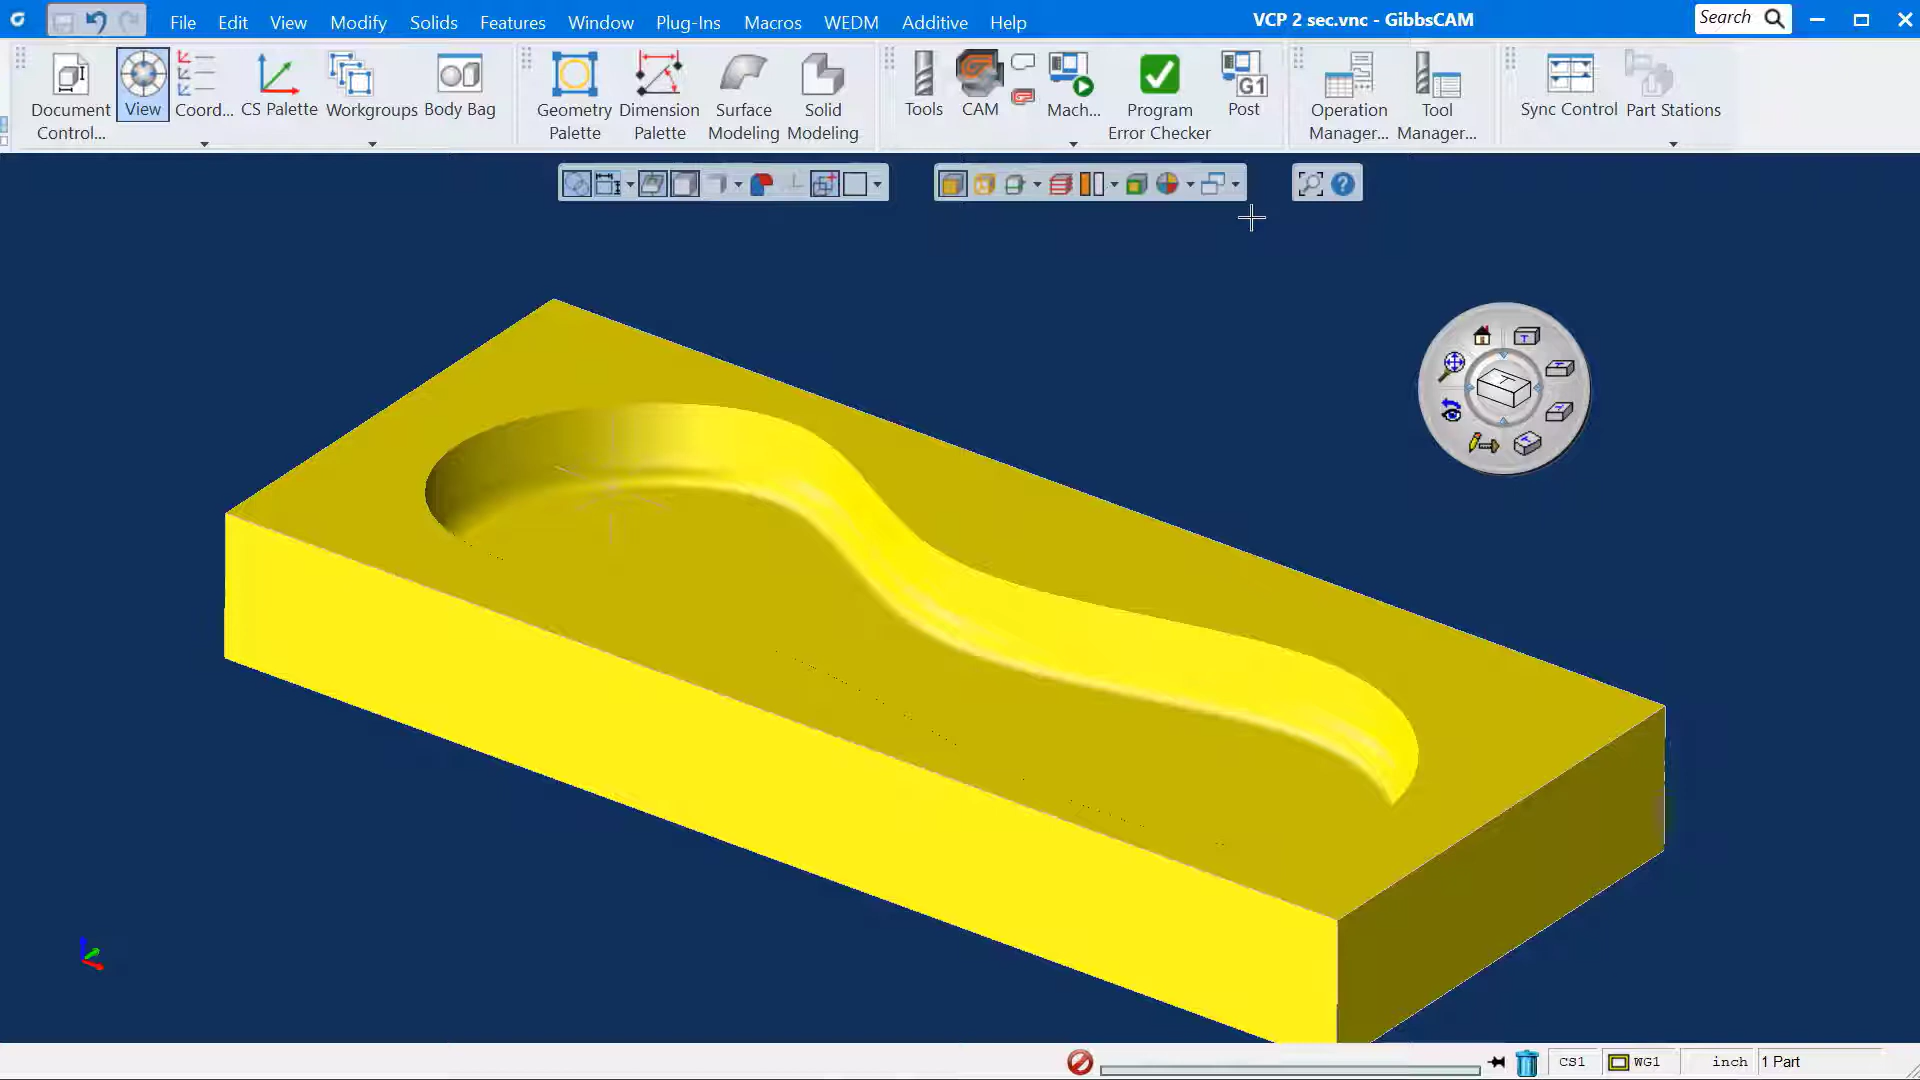 File Edit View Modify Solids Features Window Plug-Ins Macros WEDM Additive Help VCP 2 sec.vnc - GibbsCAM Search
Document Control...
View
Coord...
CS Palette
Workgroups
Body Bag
Geometry Palette
Dimension Palette
Surface Modeling
Solid Modeling
Tools
CAM
Mach...
Program Error Checker
G1
Post
Operation Manager...
Tool Manager...
Sync Control
Part Stations
CS1 WG1 inch 1 Part